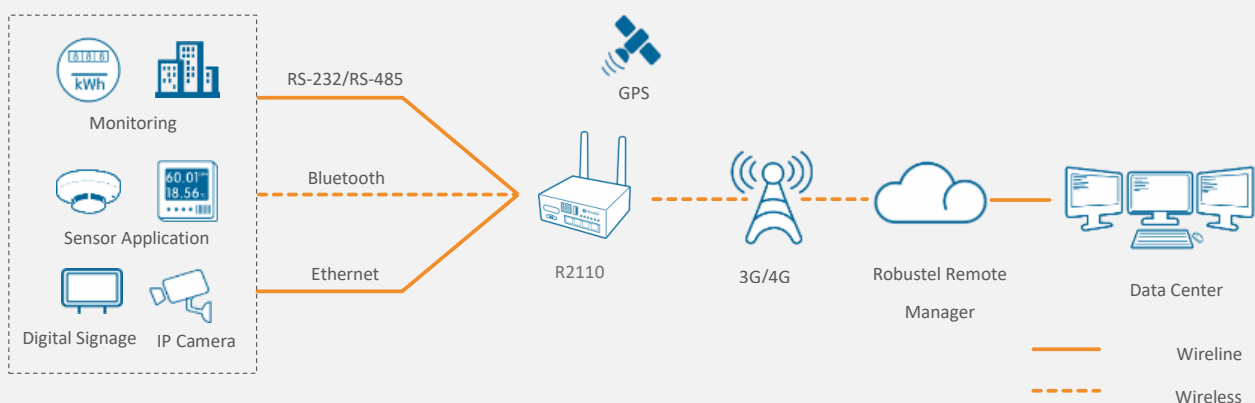 GPS
RS-232/RS-485
kWh
Monitoring
Bluetooth
60.01
18.56
Sensor Application
Ethernet
R2110
3G/4G
Robustel Remote
Manager
Data Center
Digital Signage
IP Camera
Wireline
Wireless